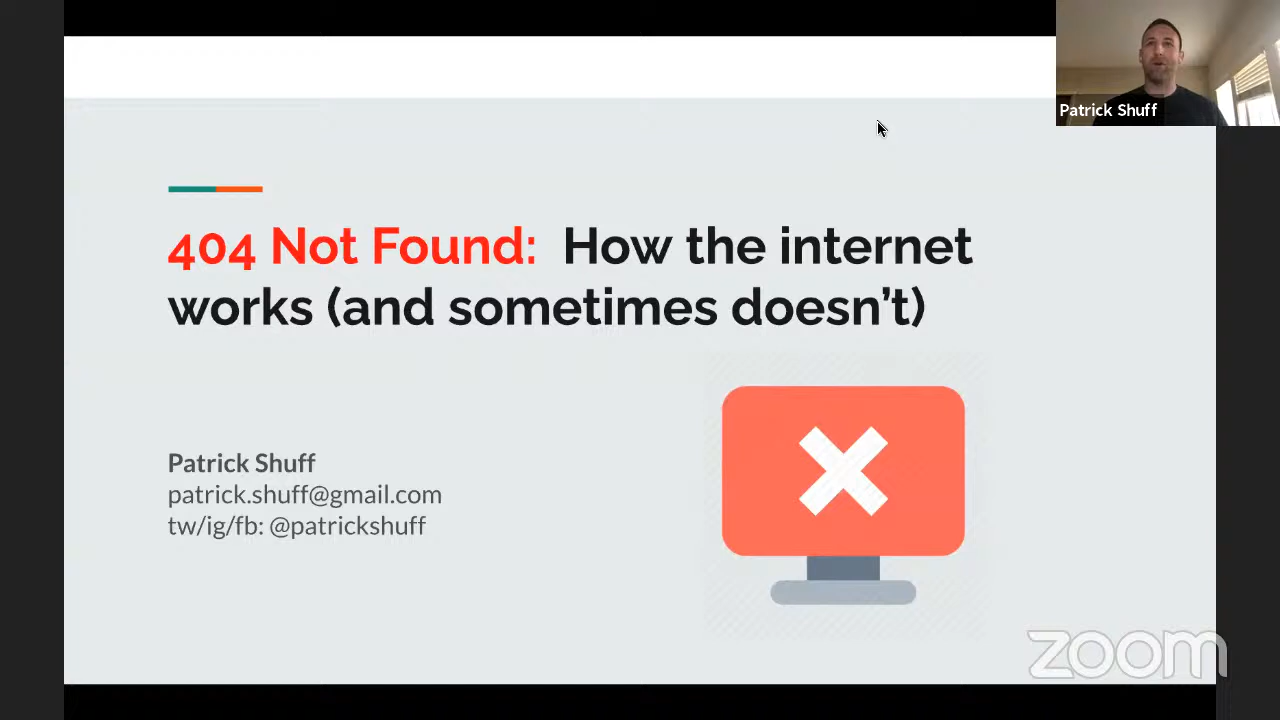 Patrick Shuff
404 Not Found: How the internet
works (and sometimes doesn’t)
Patrick Shuff
patrick.shuff@gmail.com
tw/ig/fb: @patrickshuff
zoom